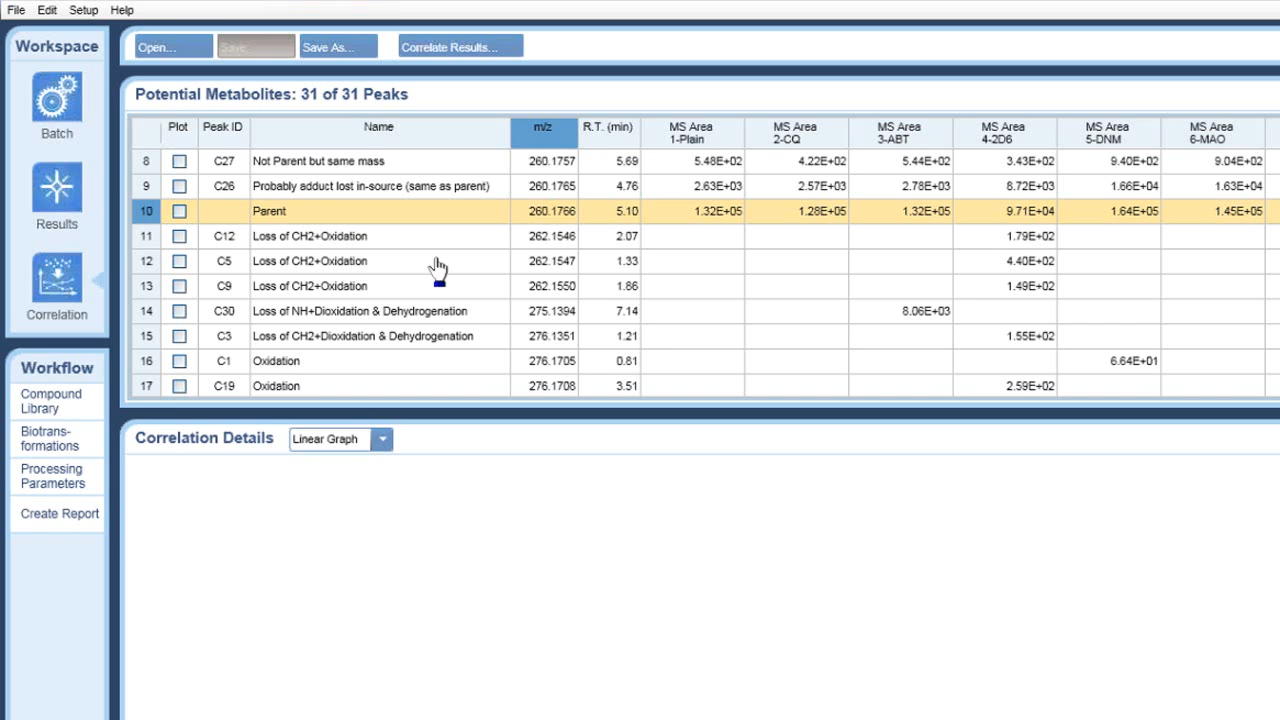 File Edit Setup Help
Workspace
Batch
Results
Correlation
Workflow
Compound
Library
Biotrans-
formations
Processing
Parameters
Create Report
Open... Save Save As... Correlate Results...
Potential Metabolites: 31 of 31 Peaks
Plot Peak ID Name m/z R.T. (min) MS Area 1-Plain MS Area 2-CQ MS Area 3-ABT MS Area 4-2D6 MS Area 5-DNM MS Area 6-MAO
8 C27 Not Parent but same mass 260.1757 5.69 5.48E+02 4.22E+02 5.44E+02 3.43E+02 9.40E+02 9.04E+02
9 C26 Probably adduct lost in-source (same as parent) 260.1765 4.76 2.63E+03 2.57E+03 2.78E+03 8.72E+03 1.66E+04 1.63E+04
10 Parent 260.1766 5.10 1.32E+05 1.28E+05 1.32E+05 9.71E+04 1.64E+05 1.45E+05
11 C12 Loss of CH2+Oxidation 262.1546 2.07 1.79E+02
12 C5 Loss of CH2+Oxidation 262.1547 1.33 4.40E+02
13 C9 Loss of CH2+Oxidation 262.1550 1.86 1.49E+02
14 C30 Loss of NH+Dioxidation & Dehydrogenation 275.1394 7.14 8.06E+03
15 C3 Loss of CH2+Dioxidation & Dehydrogenation 276.1351 1.21 1.55E+02
16 C1 Oxidation 276.1705 0.81 6.64E+01
17 C19 Oxidation 276.1708 3.51 2.59E+02
Correlation Details Linear Graph